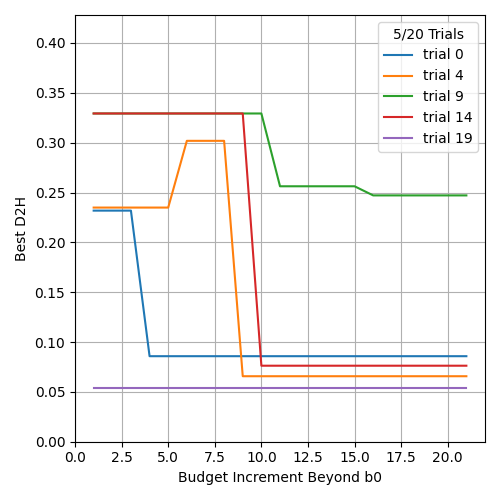 5/20 Trials
trial 0
trial 4
trial 9
trial 14
trial 19
0.40
0.35
0.30
0.25
0.20
0.15
0.10
0.05
0.00
Best D2H
0.0 2.5 5.0 7.5 10.0 12.5 15.0 17.5 20.0
Budget Increment Beyond b0